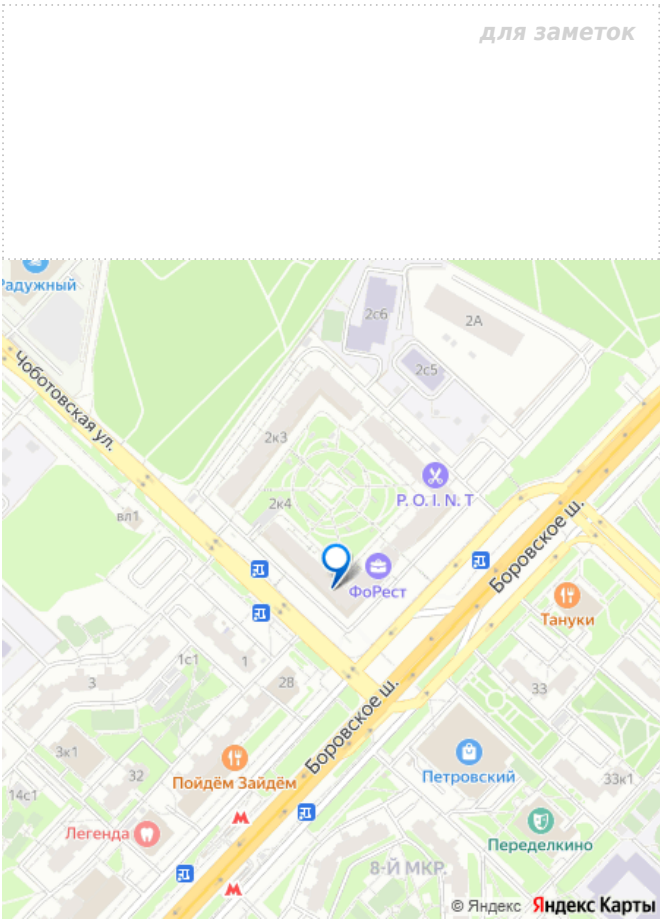 для заметок
Радужный
2с6
2А
2с5
Чоботовская ул.
2к3
P. O. I. N. T
2к4
вл1
Боровское ш.
ФоРест
Тануки
1с1
1
3
28
33
Боровское ш.
3к1
32
Пойдём Зайдём
Петровский
33к1
14с1
Легенда
Переделкино
8-Й МКР.
© Яндекс Яндекс Карты